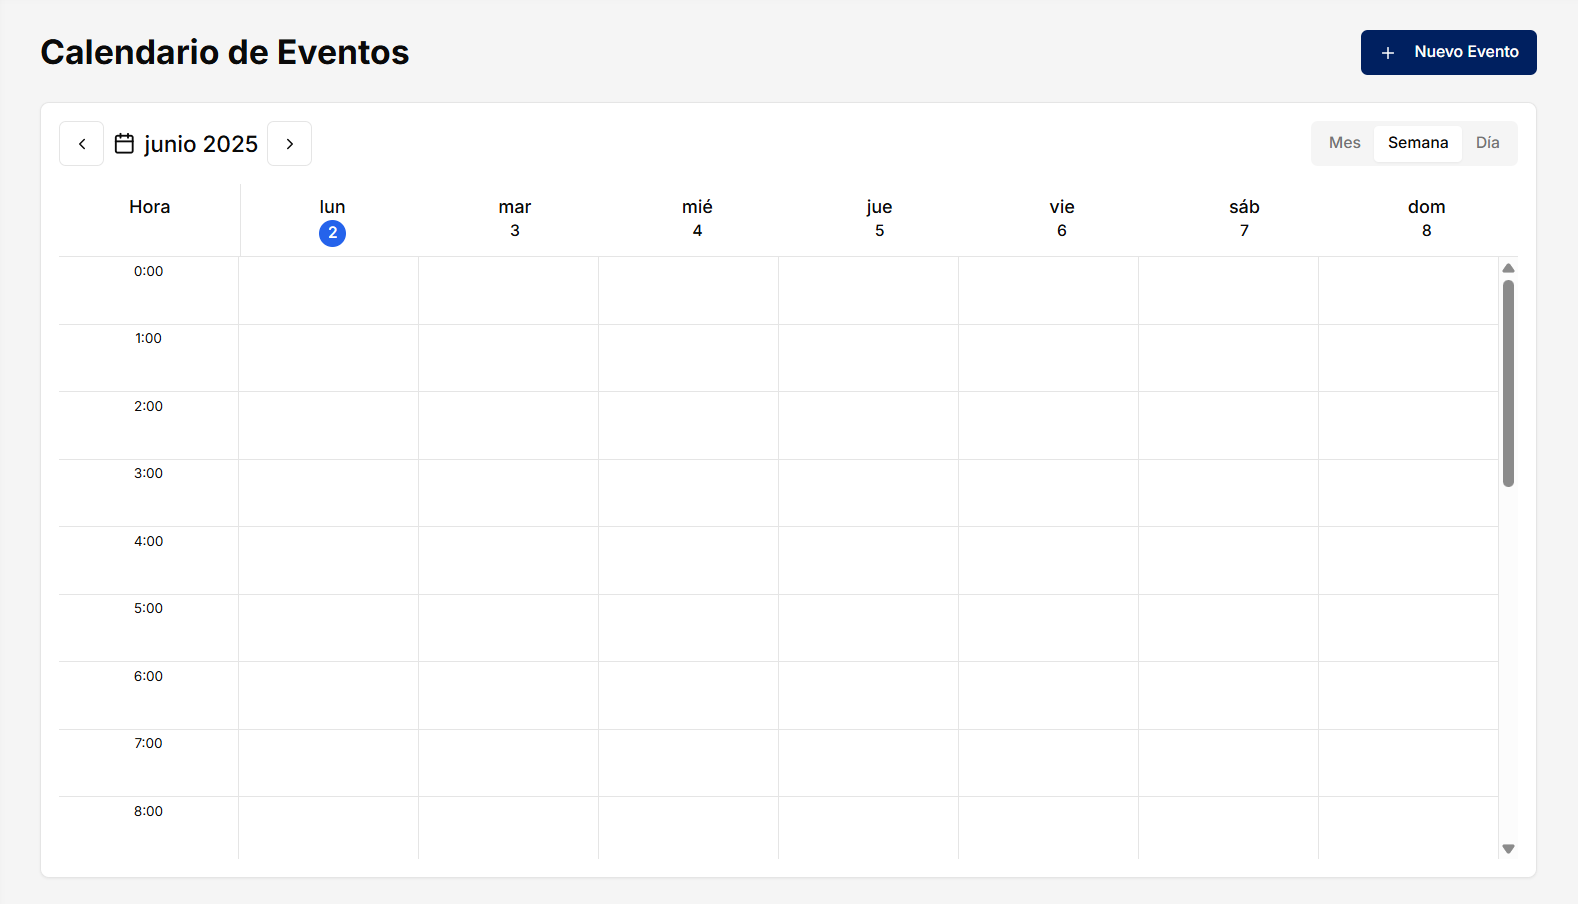 Calendario de Eventos
Nuevo Evento
junio 2025
Mes Semana Día
Hora lun mar mié jue vie sáb dom
2 3 4 5 6 7 8
0:00
1:00
2:00
3:00
4:00
5:00
6:00
7:00
8:00